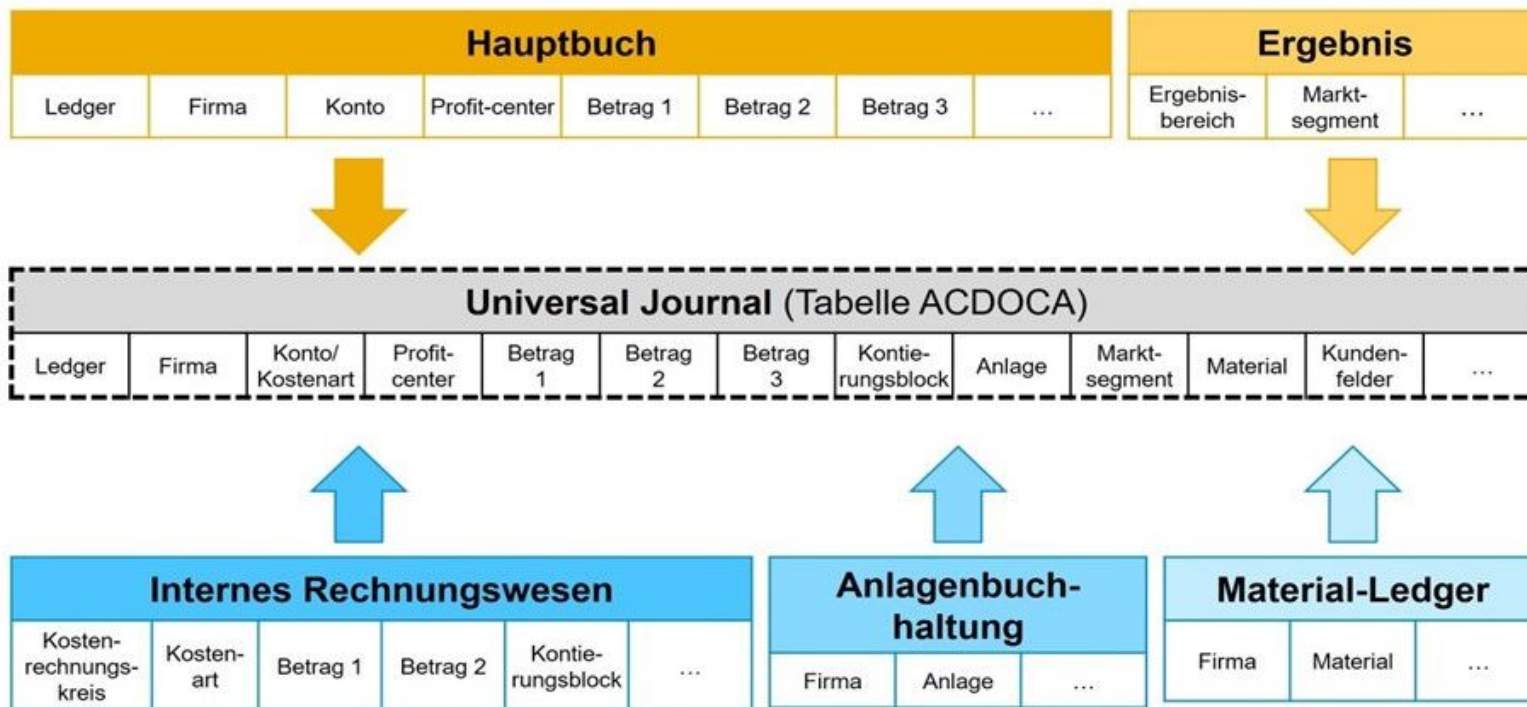 Hauptbuch
Ledger
Firma
Konto
Profit-center
Betrag 1
Betrag 2
Betrag 3
...
Ergebnis
Ergebnis-
bereich
Markt-
segment
...
Universal Journal (Tabelle ACDOCA)
Ledger
Firma
Konto/
Kostenart
Profit-
center
Betrag
1
Betrag
2
Betrag
3
Kontie-
rungsblock
Anlage
Markt-
segment
Material
Kunden-
felder
...
Internes Rechnungswesen
Kosten-
rechnungs-
kreis
Kosten-
art
Betrag 1
Betrag 2
Kontie-
rungsblock
...
Anlagenbuch-
haltung
Firma
Anlage
...
Material-Ledger
Firma
Material
...